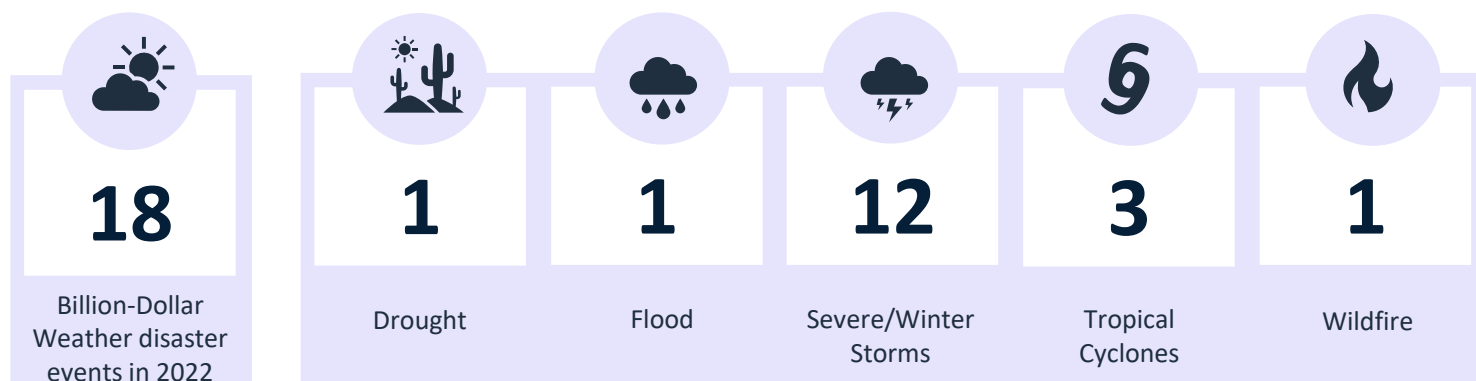 18
Billion-Dollar
Weather disaster
events in 2022
1
Drought
1
Flood
12
Severe/Winter
Storms
3
Tropical
Cyclones
1
Wildfire